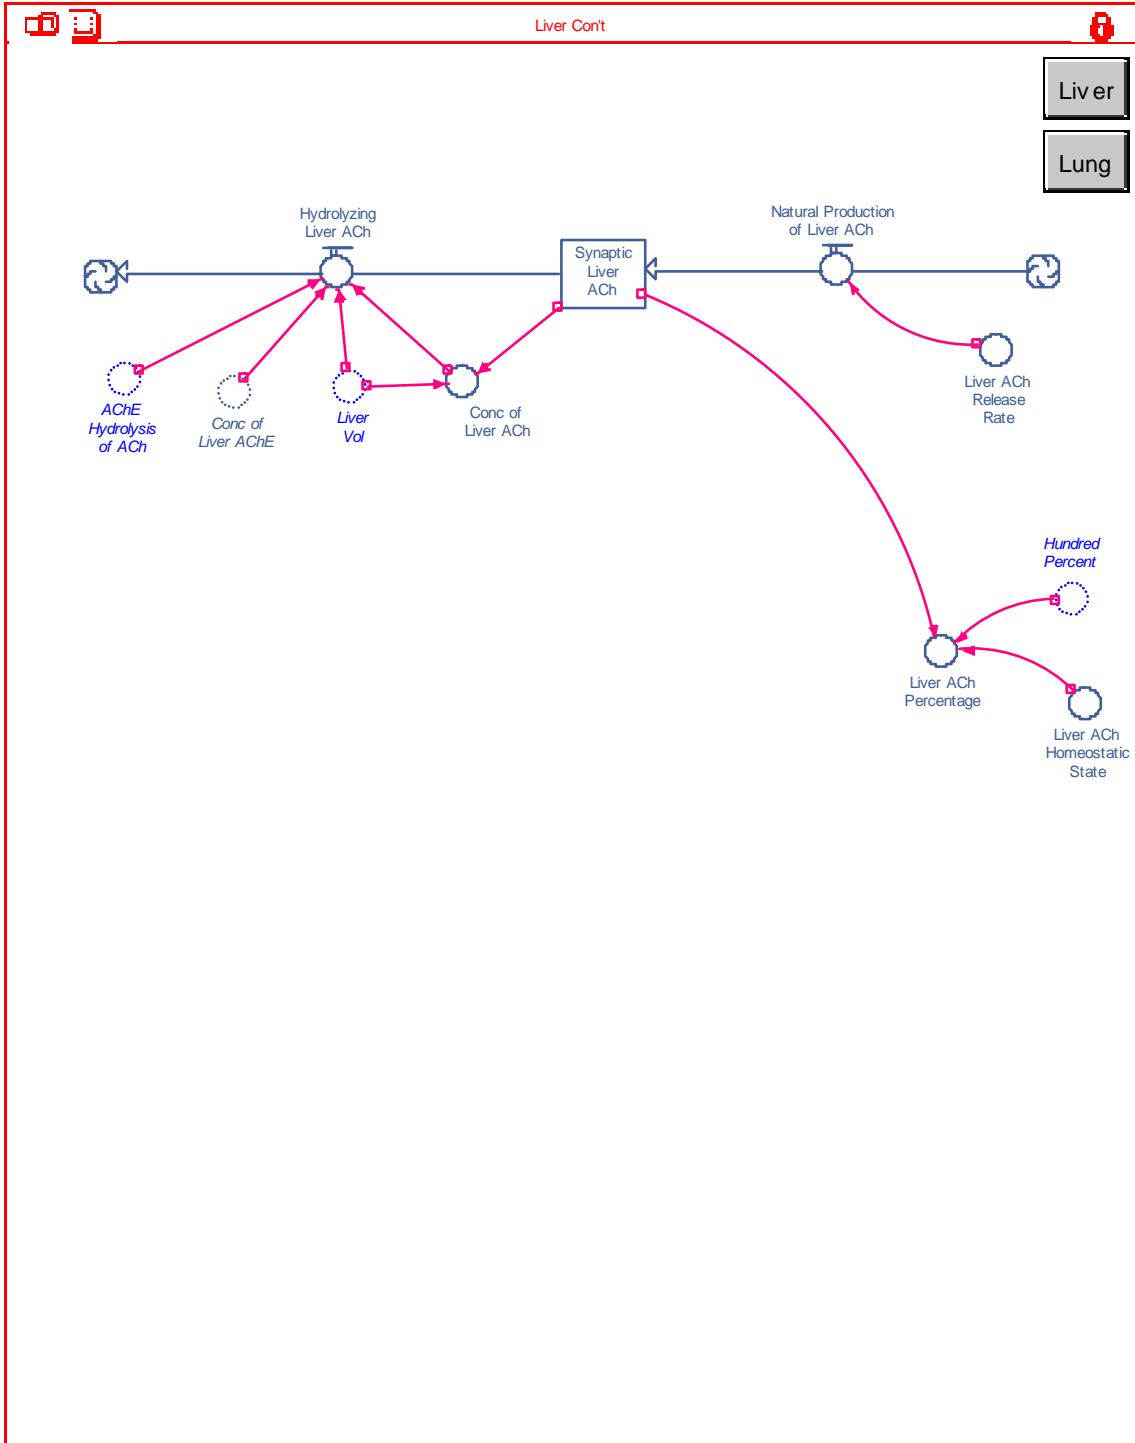 Liver Con't
Liver
Lung
Hydrolyzing
Liver ACh
Synaptic
Liver
ACh
Natural Production
of Liver ACh
AChE
Hydrolysis
of ACh
Conc of
Liver AChE
Liver
Vol
Conc of
Liver ACh
Liver ACh
Release
Rate
Hundred
Percent
Liver ACh
Percentage
Liver ACh
Homeostatic
State